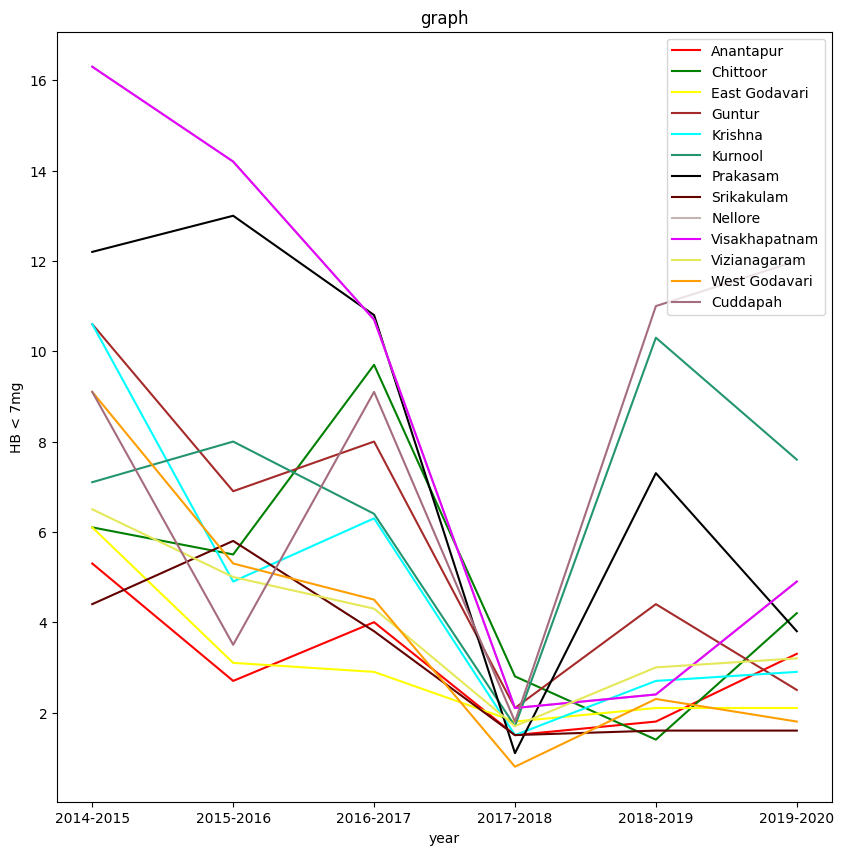 graph
HB < 7mg
16
14
12
10
8
6
4
2
Anantapur
Chittoor
East Godavari
Guntur
Krishna
Kurnool
Prakasam
Srikakulam
Nellore
Visakhapatnam
Vizianagaram
West Godavari
Cuddapah
2014-2015 2015-2016 2016-2017 2017-2018 2018-2019 2019-2020
year